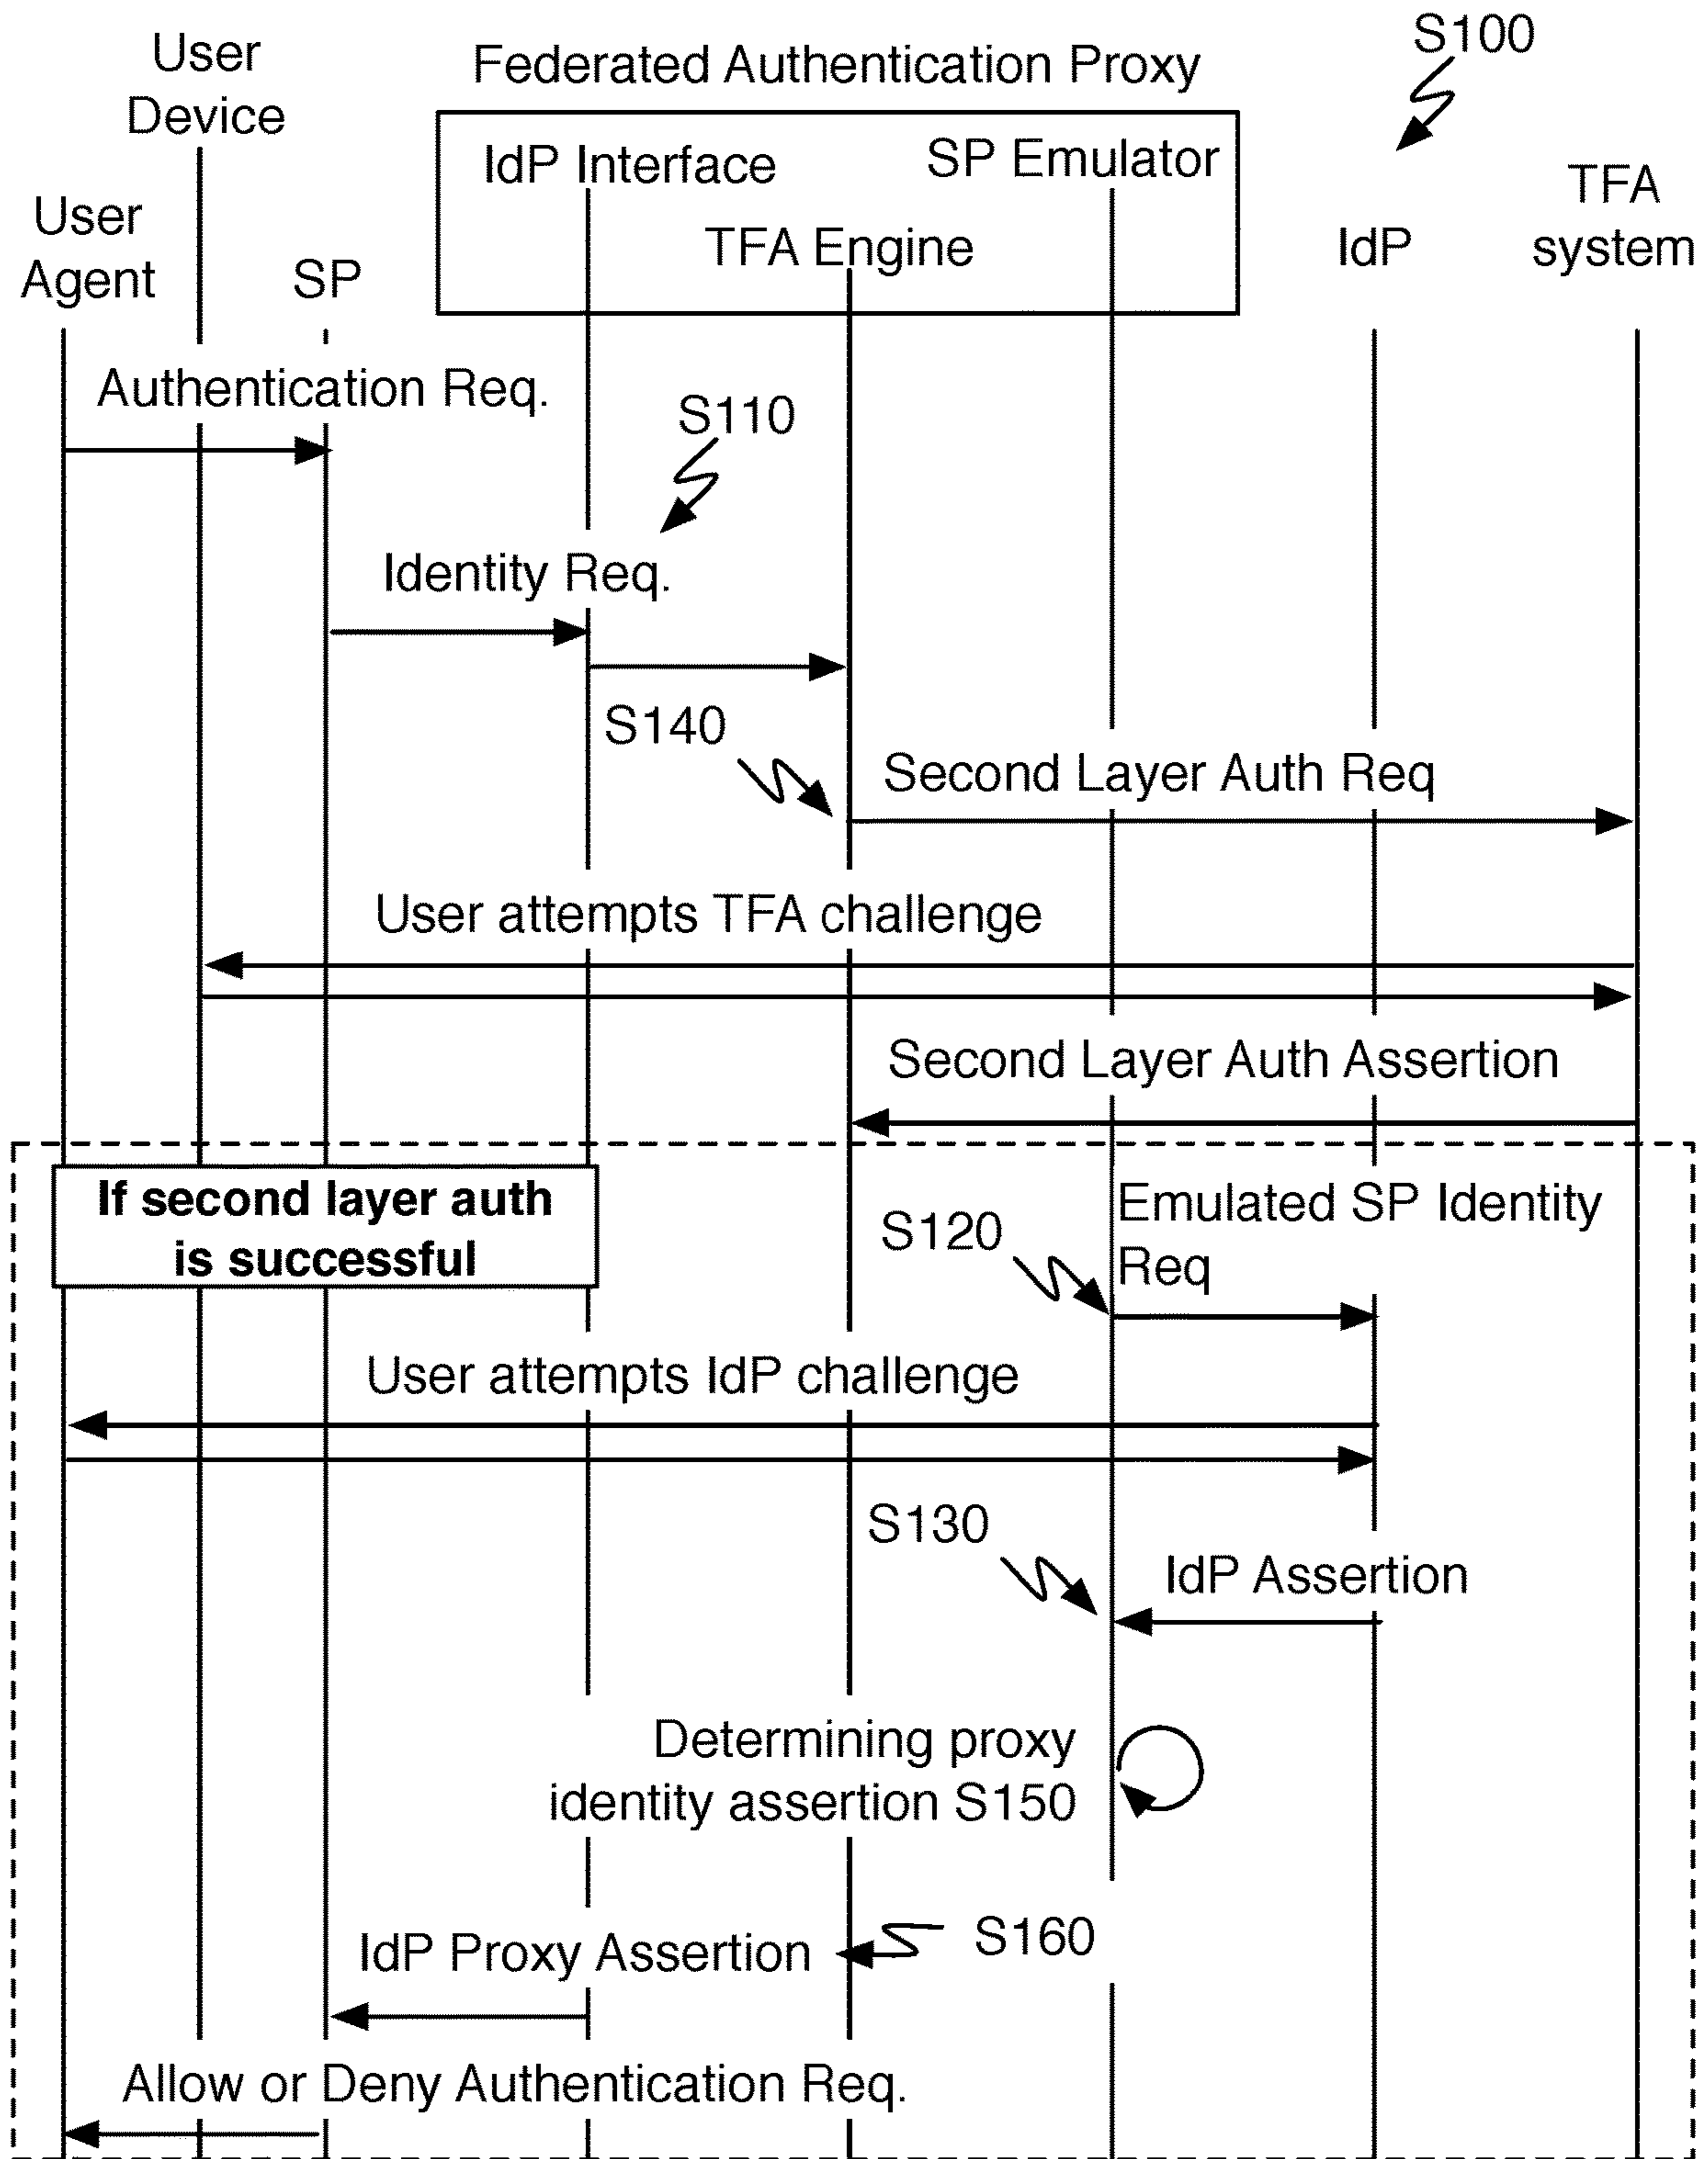 User
Device
Federated Authentication Proxy
S100
IdP Interface
SP Emulator
TFA
system
User
Agent
SP
TFA Engine
IdP
Authentication Req.
S110
Identity Req.
S140
Second Layer Auth Req
User attempts TFA challenge
Second Layer Auth Assertion
If second layer auth
is successful
S120
Emulated SP Identity
Req
User attempts IdP challenge
S130
IdP Assertion
Determining proxy
identity assertion S150
IdP Proxy Assertion
S160
Allow or Deny Authentication Req.